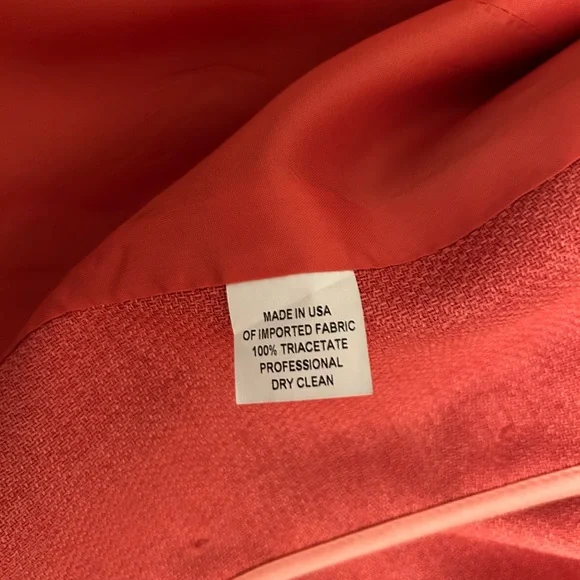 MADE IN USA
OF IMPORTED FABRIC
100% TRIACETATE
PROFESSIONAL
DRY CLEAN